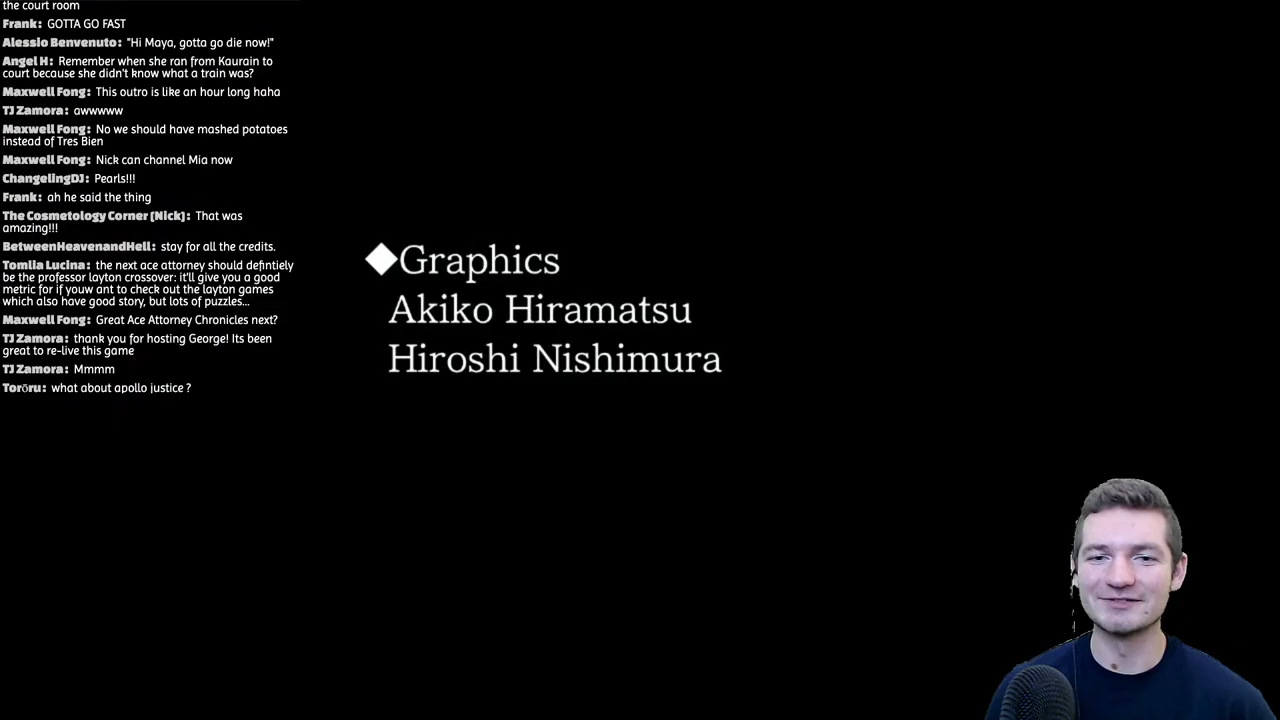 the court room
Frank: GOTTA GO FAST
Alessio Benvenuto: "Hi Maya, gotta go die now!"
Angel H: Remember when she ran from Kaurain to
court because she didn't know what a train was?
Maxwell Fong: This outro is like an hour long haha
TJ Zamora: awwwww
Maxwell Fong: No we should have mashed potatoes
instead of Tres Bien
Maxwell Fong: Nick can channel Mia now
ChangelingDJ: Pearls!!!
Frank: ah he said the thing
The Cosmetology Corner (Nick): That was
amazing!!!
BetweenHeavenandHell: stay for all the credits.
Tomlia Lucina: the next ace attorney should defintiely
be the professor layton crossover: it'll give you a good
metric for if youw ant to check out the layton games
which also have good story, but lots of puzzles...
Maxwell Fong: Great Ace Attorney Chronicles next?
TJ Zamora: thank you for hosting George! Its been
great to re-live this game
TJ Zamora: Mmmm
Torōru: what about apollo justice ?
◆Graphics
Akiko Hiramatsu
Hiroshi Nishimura